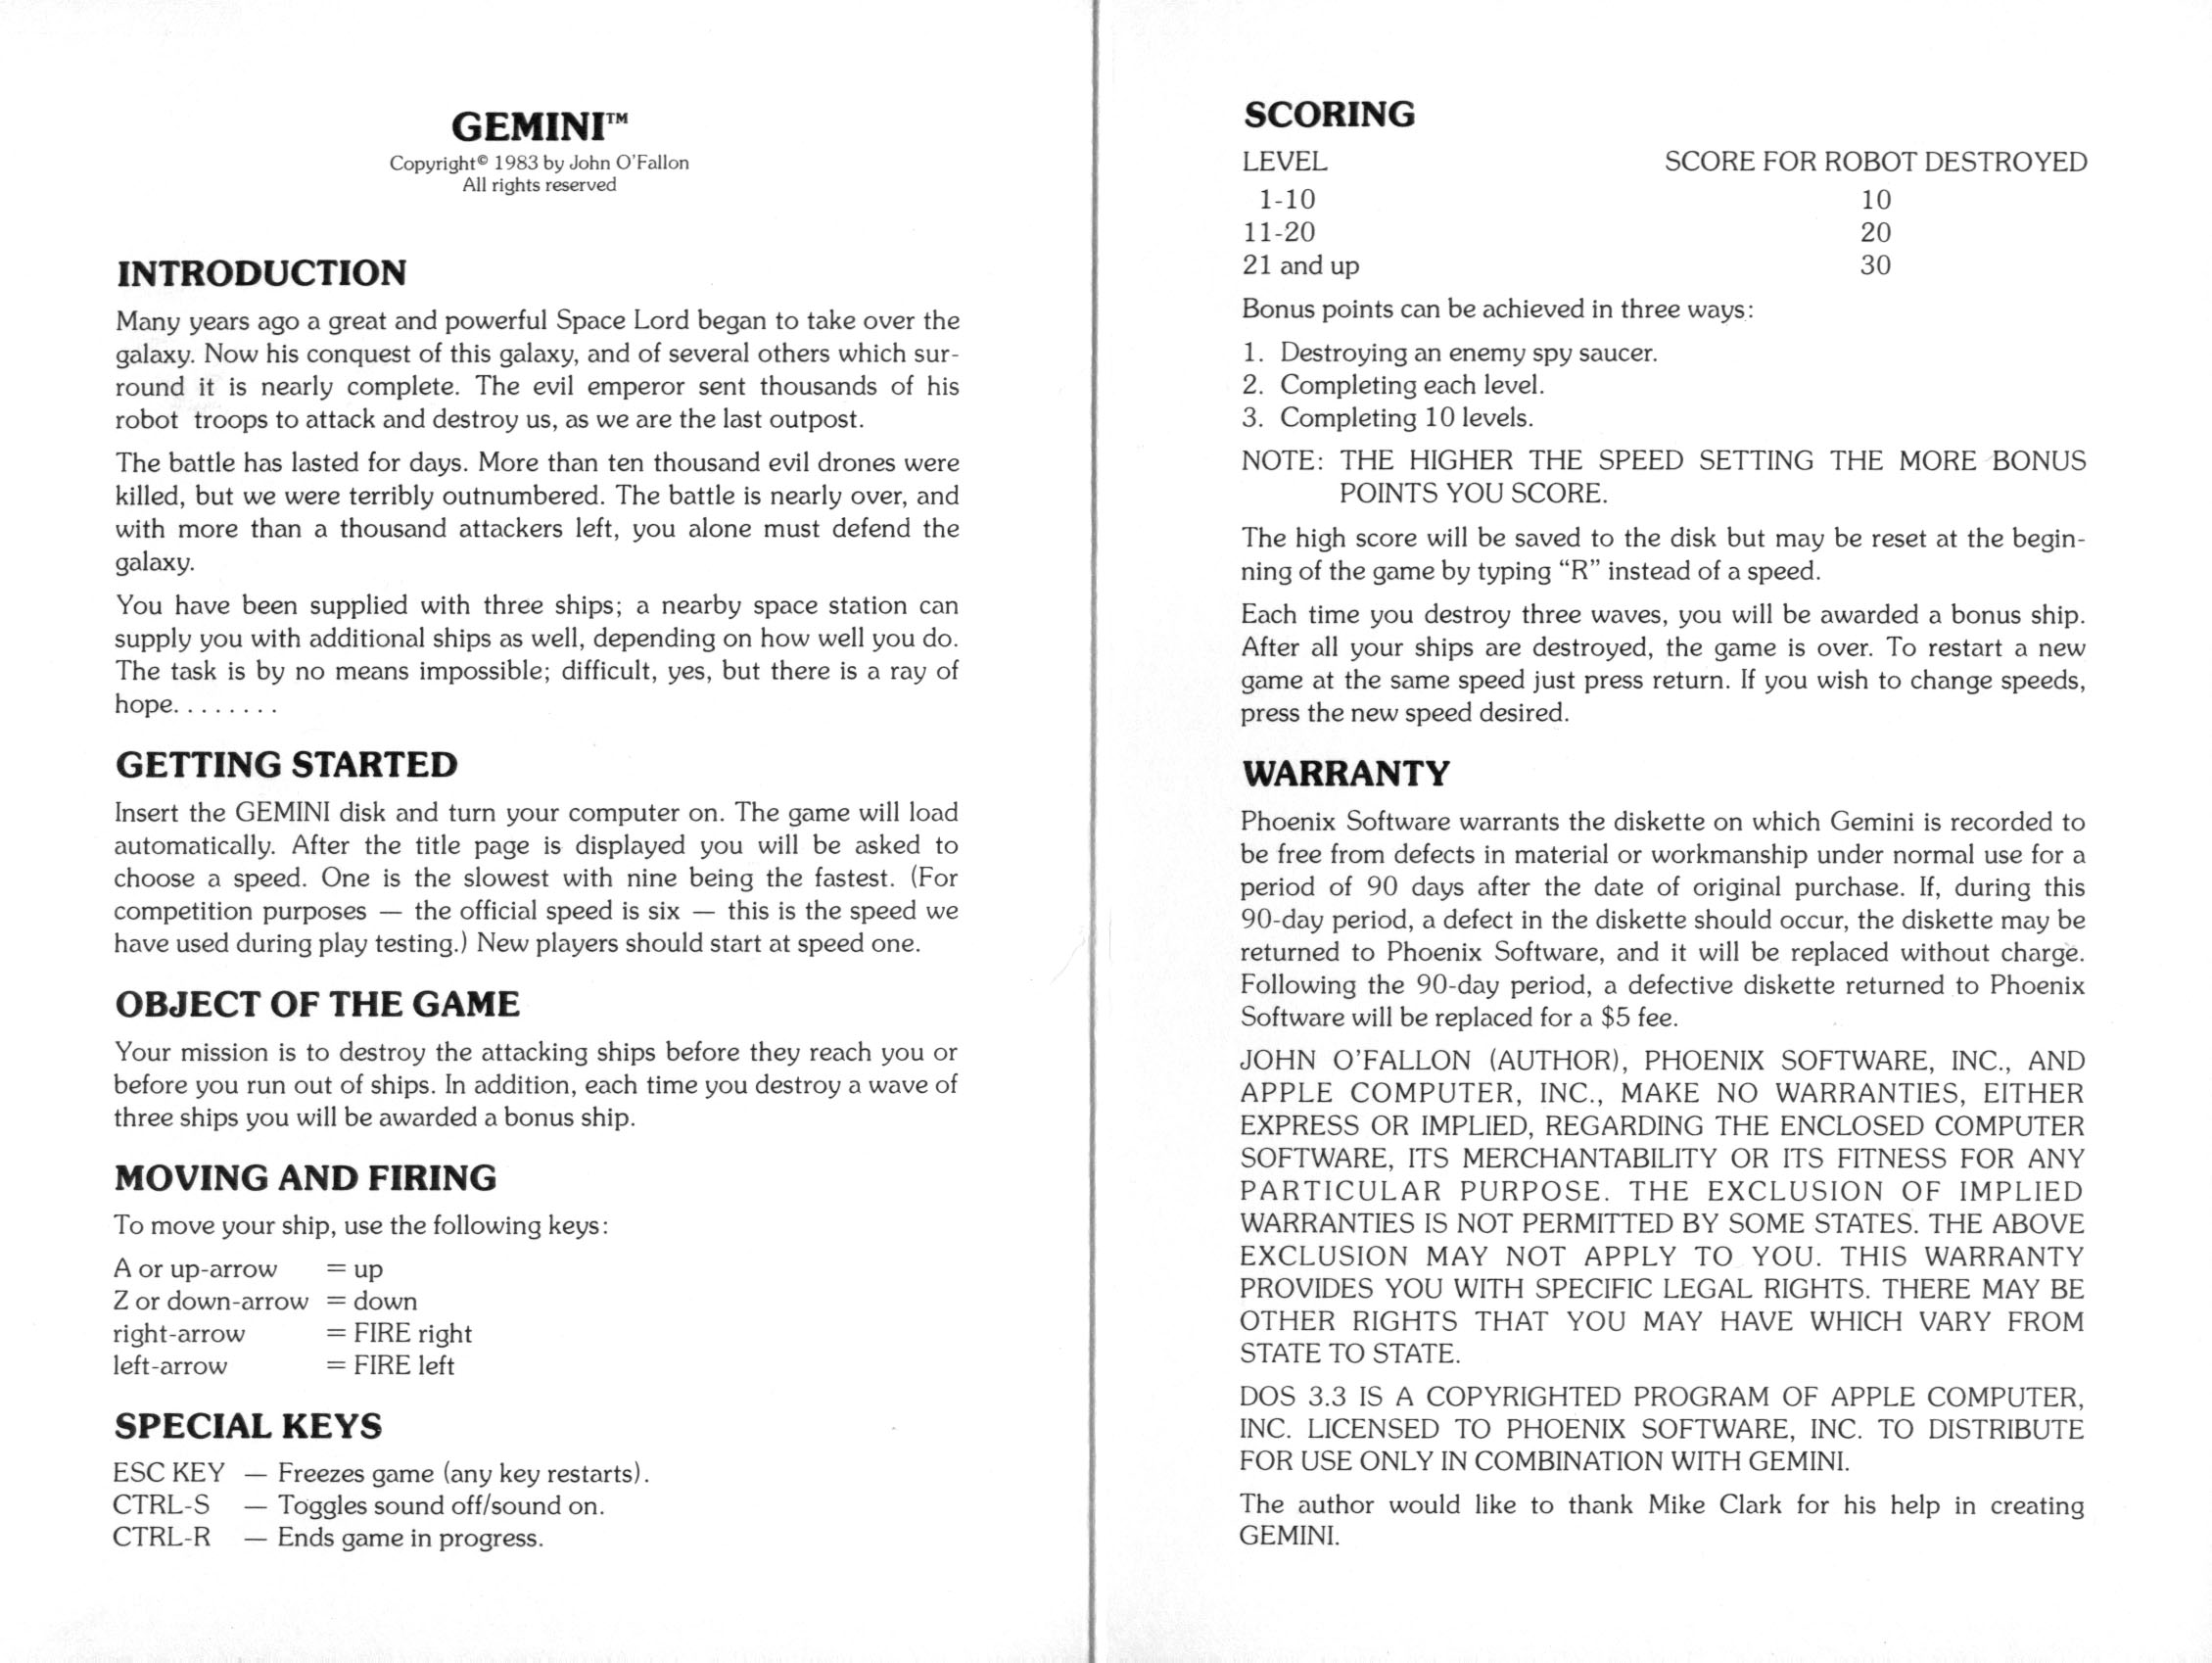 GEMINI™
Copyright© 1983 by John O'Fallon
All rights reserved
INTRODUCTION
Many years ago a great and powerful Space Lord began to take over the
galaxy. Now his conquest of this galaxy, and of several others which sur-
round it is nearly complete. The evil emperor sent thousands of his
robot troops to attack and destroy us, as we are the last outpost.
The battle has lasted for days. More than ten thousand evil drones were
killed, but we were terribly outnumbered. The battle is nearly over, and
with more than a thousand attackers left, you alone must defend the
galaxy.
You have been supplied with three ships; a nearby space station can
supply you with additional ships as well, depending on how well you do.
The task is by no means impossible; difficult, yes, but there is a ray of
hope. . . . . . . .
GETTING STARTED
Insert the GEMINI disk and turn your computer on. The game will load
automatically. After the title page is displayed you will be asked to
choose a speed. One is the slowest with nine being the fastest. (For
competition purposes — the official speed is six — this is the speed we
have used during play testing.) New players should start at speed one.
OBJECT OF THE GAME
Your mission is to destroy the attacking ships before they reach you or
before you run out of ships. In addition, each time you destroy a wave of
three ships you will be awarded a bonus ship.
MOVING AND FIRING
To move your ship, use the following keys:
A or up-arrow = up
Z or down-arrow = down
right-arrow = FIRE right
left-arrow = FIRE left
SPECIAL KEYS
ESC KEY — Freezes game (any key restarts).
CTRL-S — Toggles sound off/sound on.
CTRL-R — Ends game in progress.
SCORING
LEVEL SCORE FOR ROBOT DESTROYED
1-10 10
11-20 20
21 and up 30
Bonus points can be achieved in three ways:
1. Destroying an enemy spy saucer.
2. Completing each level.
3. Completing 10 levels.
NOTE: THE HIGHER THE SPEED SETTING THE MORE BONUS
POINTS YOU SCORE.
The high score will be saved to the disk but may be reset at the begin-
ning of the game by typing “R” instead of a speed.
Each time you destroy three waves, you will be awarded a bonus ship.
After all your ships are destroyed, the game is over. To restart a new
game at the same speed just press return. If you wish to change speeds,
press the new speed desired.
WARRANTY
Phoenix Software warrants the diskette on which Gemini is recorded to
be free from defects in material or workmanship under normal use for a
period of 90 days after the date of original purchase. If, during this
90-day period, a defect in the diskette should occur, the diskette may be
returned to Phoenix Software, and it will be replaced without charge.
Following the 90-day period, a defective diskette returned to Phoenix
Software will be replaced for a $5 fee.
JOHN O'FALLON (AUTHOR), PHOENIX SOFTWARE, INC., AND
APPLE COMPUTER, INC., MAKE NO WARRANTIES, EITHER
EXPRESS OR IMPLIED, REGARDING THE ENCLOSED COMPUTER
SOFTWARE, ITS MERCHANTABILITY OR ITS FITNESS FOR ANY
PARTICULAR PURPOSE. THE EXCLUSION OF IMPLIED
WARRANTIES IS NOT PERMITTED BY SOME STATES. THE ABOVE
EXCLUSION MAY NOT APPLY TO YOU. THIS WARRANTY
PROVIDES YOU WITH SPECIFIC LEGAL RIGHTS. THERE MAY BE
OTHER RIGHTS THAT YOU MAY HAVE WHICH VARY FROM
STATE TO STATE.
DOS 3.3 IS A COPYRIGHTED PROGRAM OF APPLE COMPUTER,
INC. LICENSED TO PHOENIX SOFTWARE, INC. TO DISTRIBUTE
FOR USE ONLY IN COMBINATION WITH GEMINI.
The author would like to thank Mike Clark for his help in creating
GEMINI.